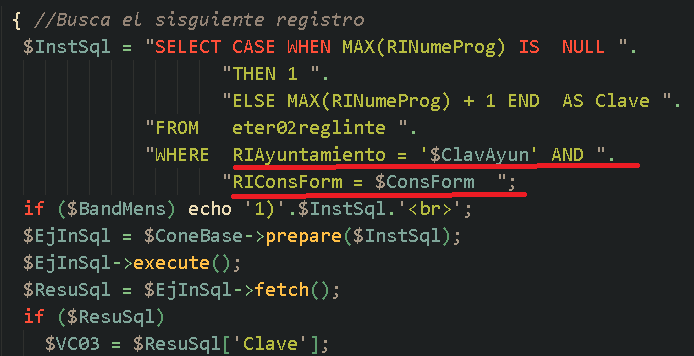 { //Busca el sisguiente registro
$InstSql = "SELECT CASE WHEN MAX(RINumeProg) IS  NULL ".
"THEN 1 ".
"ELSE MAX(RINumeProg) + 1 END  AS Clave ".
"FROM   eter02reglinte ".
"WHERE  RIAyuntamiento = '$ClavAyun' AND ".
"RIConsForm = $ConsForm  ";
if ($BandMens) echo '1)'.$InstSql.'<br>';
$EjInSql = $ConeBase->prepare($InstSql);
$EjInSql->execute();
$ResuSql = $EjInSql->fetch();
if ($ResuSql)
$VC03 = $ResuSql['Clave'];